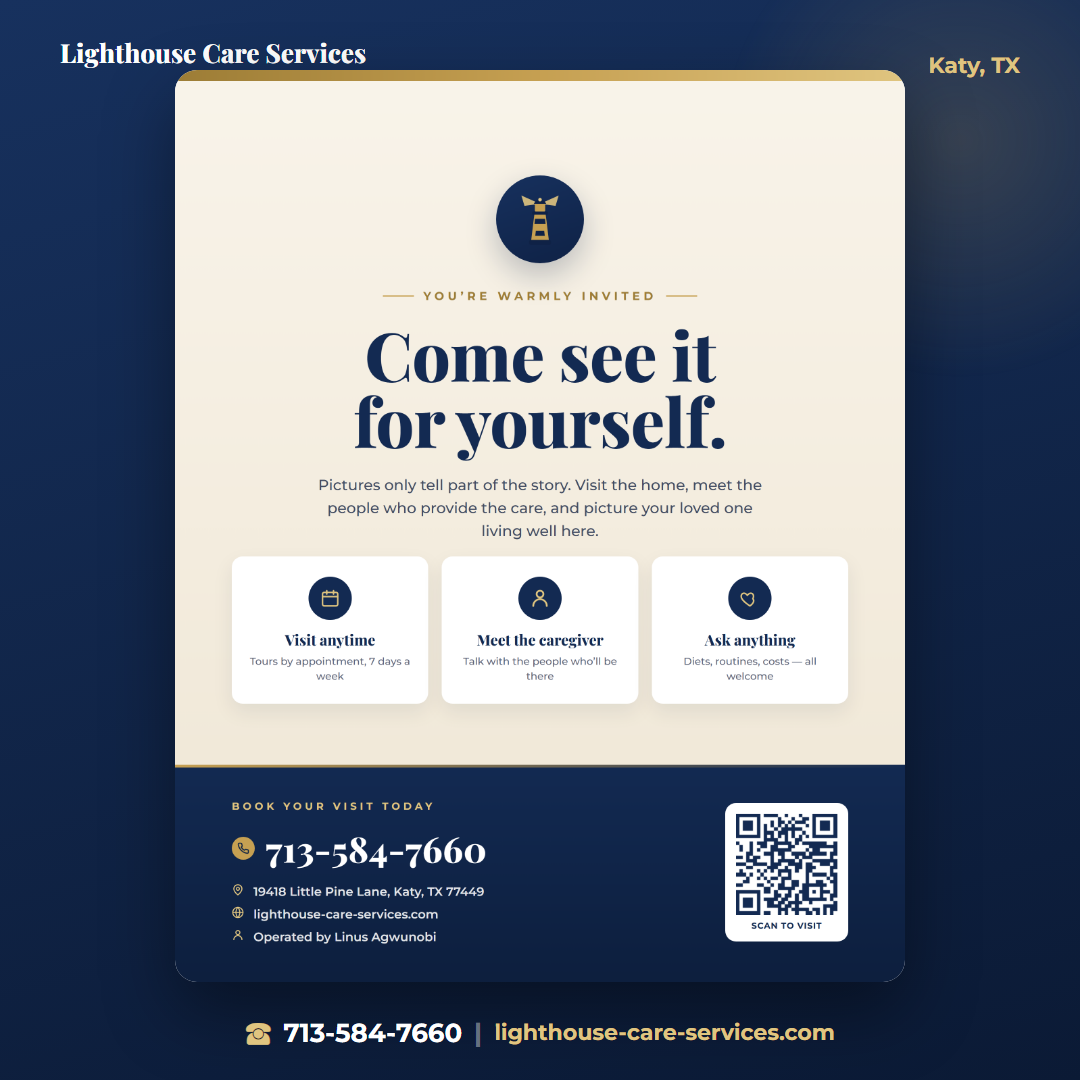 Lighthouse Care Services
Katy, TX
YOU'RE WARMLY INVITED
Come see it
for yourself.
Pictures only tell part of the story. Visit the home, meet the
people who provide the care, and picture your loved one
living well here.
Visit anytime
Tours by appointment, 7 days a
week
Meet the caregiver
Talk with the people who'll be
there
Ask anything
Diets, routines, costs — all
welcome
BOOK YOUR VISIT TODAY
713-584-7660
19418 Little Pine Lane, Katy, TX 77449
lighthouse-care-services.com
Operated by Linus Agwunobi
SCAN TO VISIT
713-584-7660 | lighthouse-care-services.com